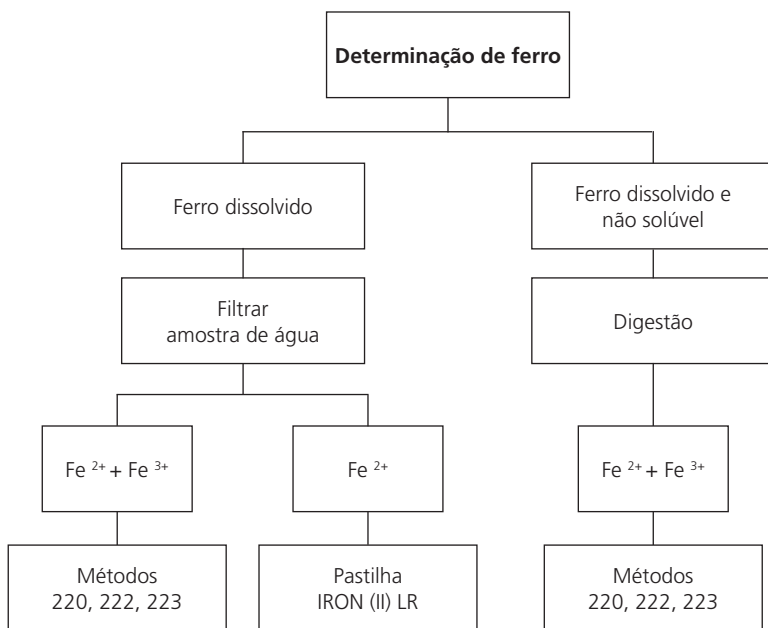 Determinação de ferro
Ferro dissolvido
Ferro dissolvido e
não solúvel
Filtrar
amostra de água
Digestão
Fe ²⁺ + Fe ³⁺
Fe ²⁺
Fe ²⁺ + Fe ³⁺
Métodos
220, 222, 223
Pastilha
IRON (II) LR
Métodos
220, 222, 223